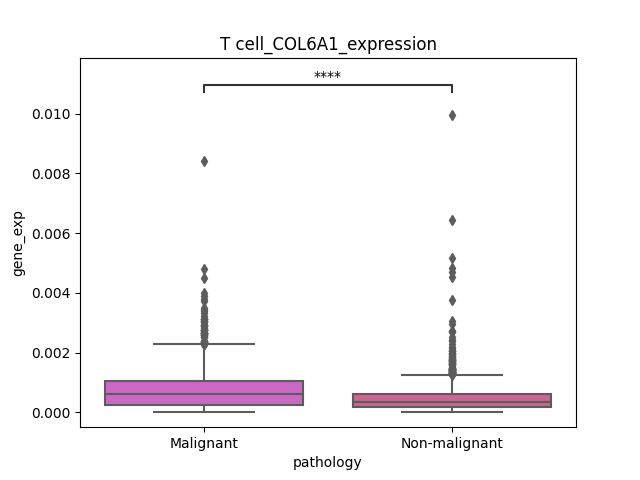 T cell_COL6A1_expression
****
0.010
0.008
0.006
0.004
0.002
0.000
gene_exp
Malignant
Non-malignant
pathology